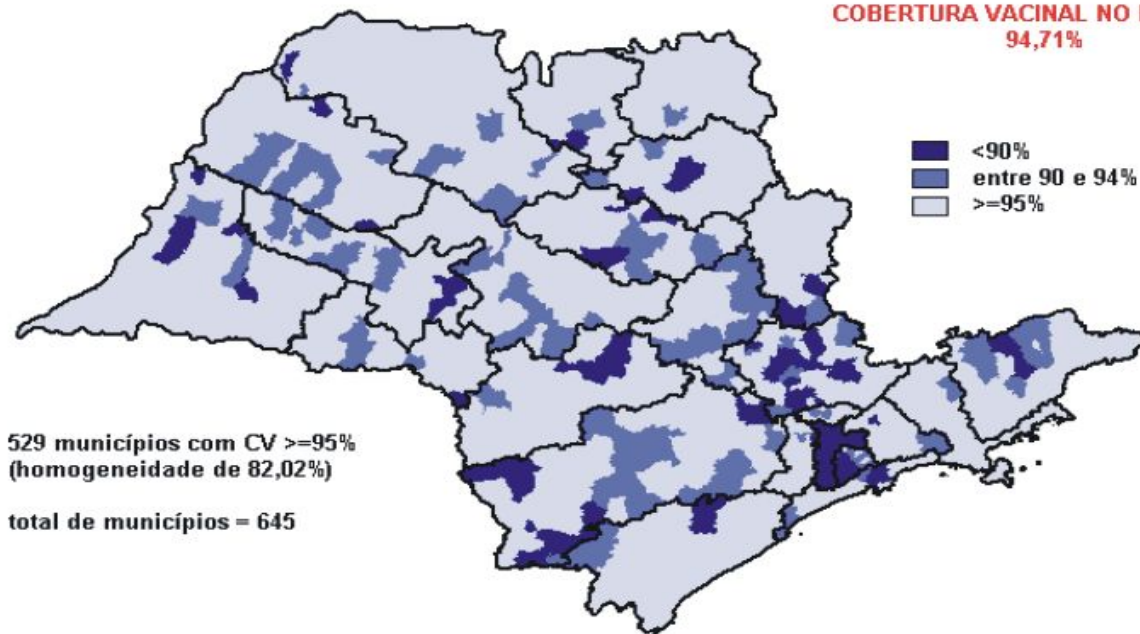 COBERTURA VACINAL NO
94,71%
<90%
entre 90 e 94%
>=95%
529 municípios com CV >=95%
(homogeneidade de 82,02%)
total de municípios = 645